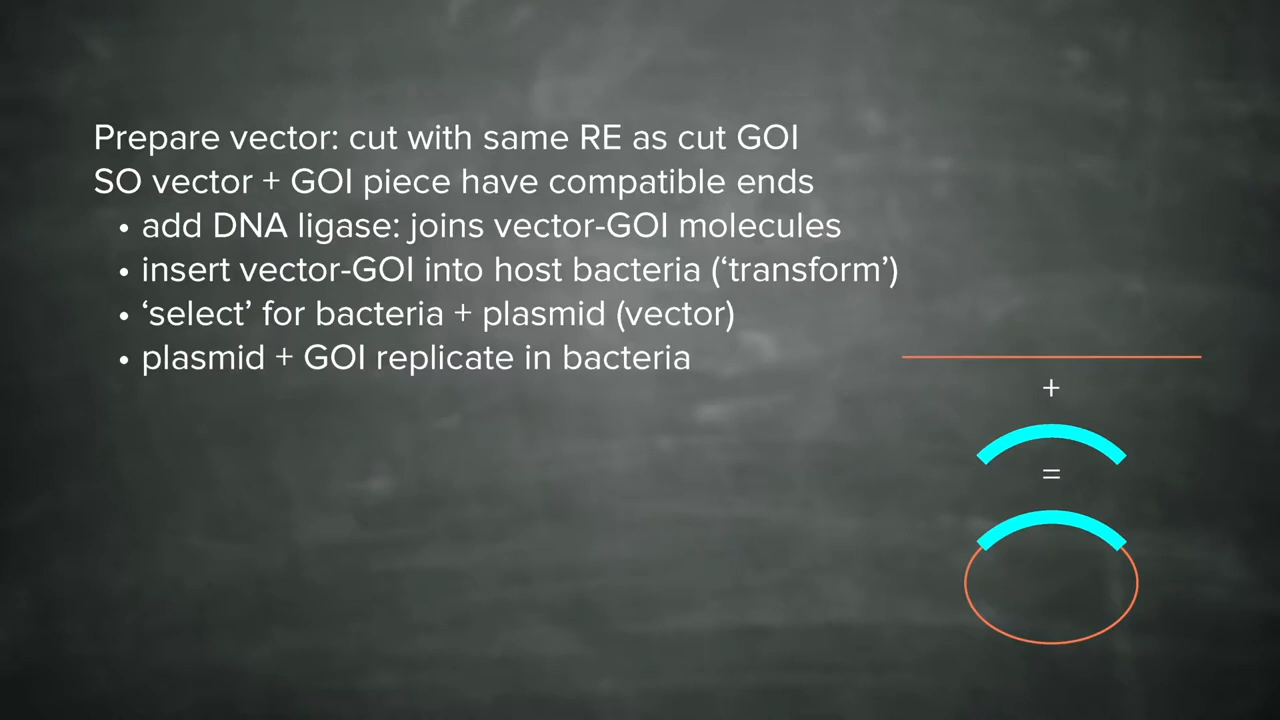 Prepare vector: cut with same RE as cut GOI
SO vector + GOI piece have compatible ends
• add DNA ligase: joins vector-GOI molecules
• insert vector-GOI into host bacteria (‘transform’)
• ‘select’ for bacteria + plasmid (vector)
• plasmid + GOI replicate in bacteria
+
=